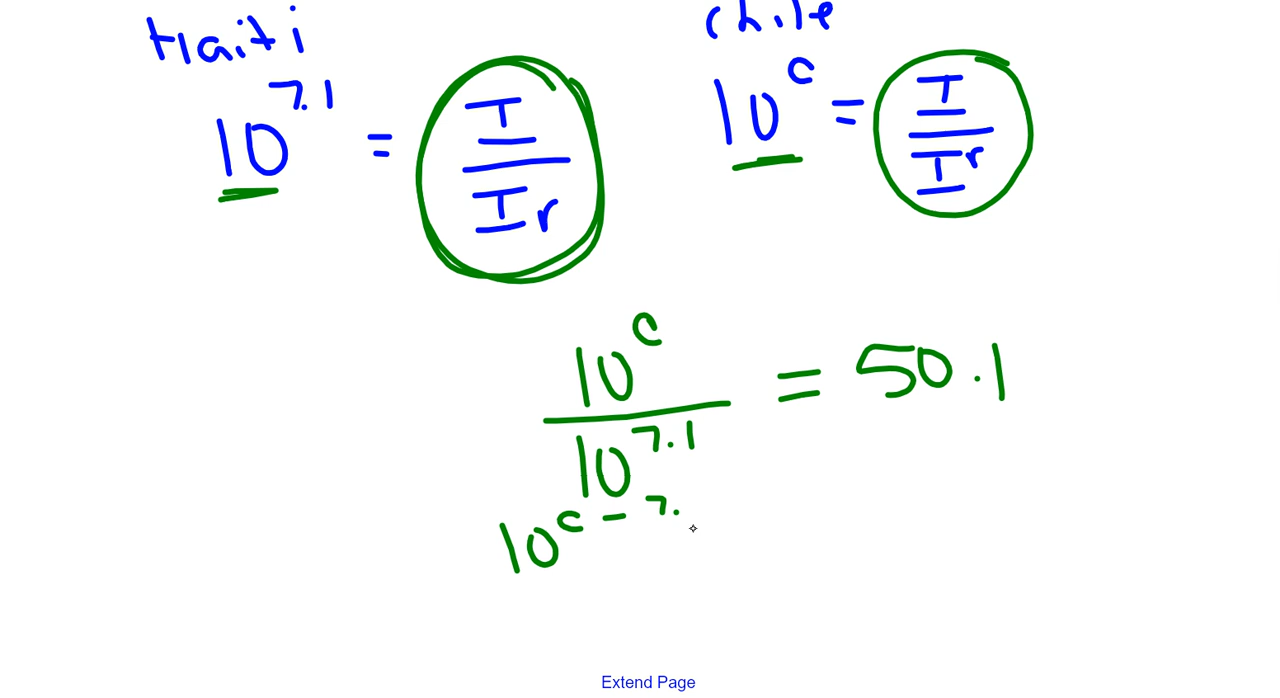 Haiti
chile
10^7.1 = I/Ir
10^c = I/Ir
10^c/10^7.1 = 50.1
10^c-7.
Extend Page